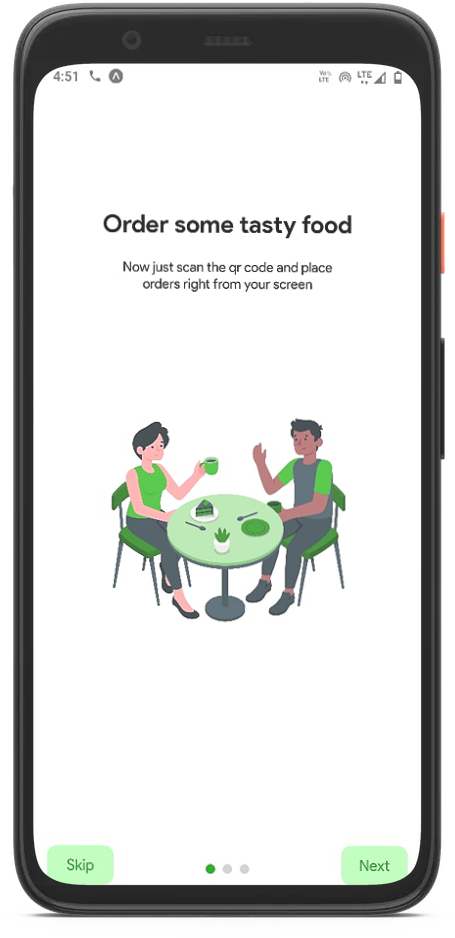 4:51
Vo
LTE
LTE
Order some tasty food
Now just scan the qr code and place
orders right from your screen
Skip
Next